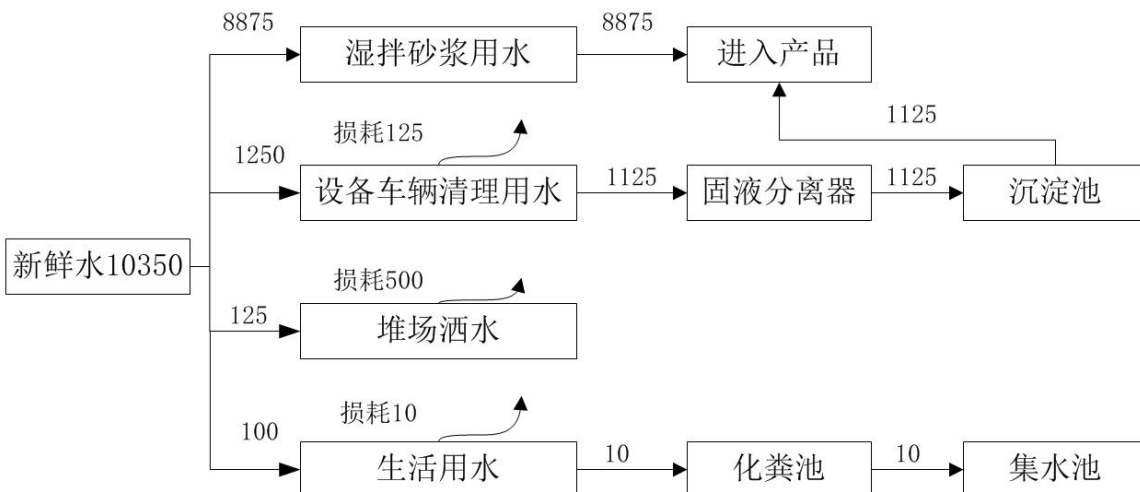 8875
湿拌砂浆用水
8875
进入产品
损耗125
1125
1250
设备车辆清理用水
1125
固液分离器
1125
沉淀池
新鲜水10350
损耗500
125
堆场洒水
损耗10
100
生活用水
10
化粪池
10
集水池